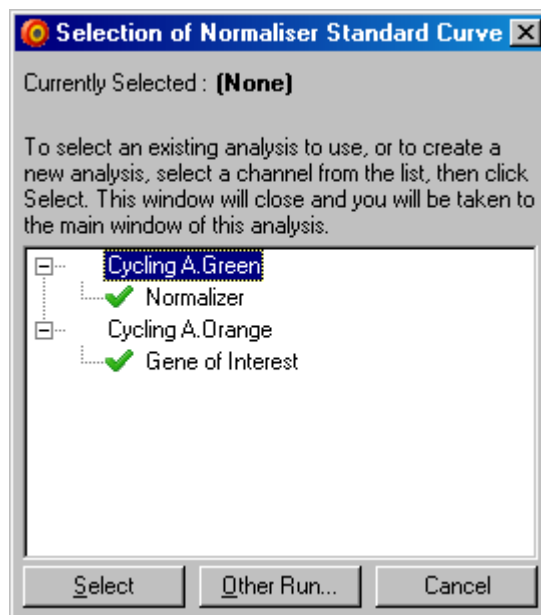 Selection of Normaliser Standard Curve
Currently Selected : (None)
To select an existing analysis to use, or to create a
new analysis, select a channel from the list, then click
Select. This window will close and you will be taken to
the main window of this analysis.
Cycling A.Green
Normalizer
Cycling A.Orange
Gene of Interest
Select Other Run... Cancel